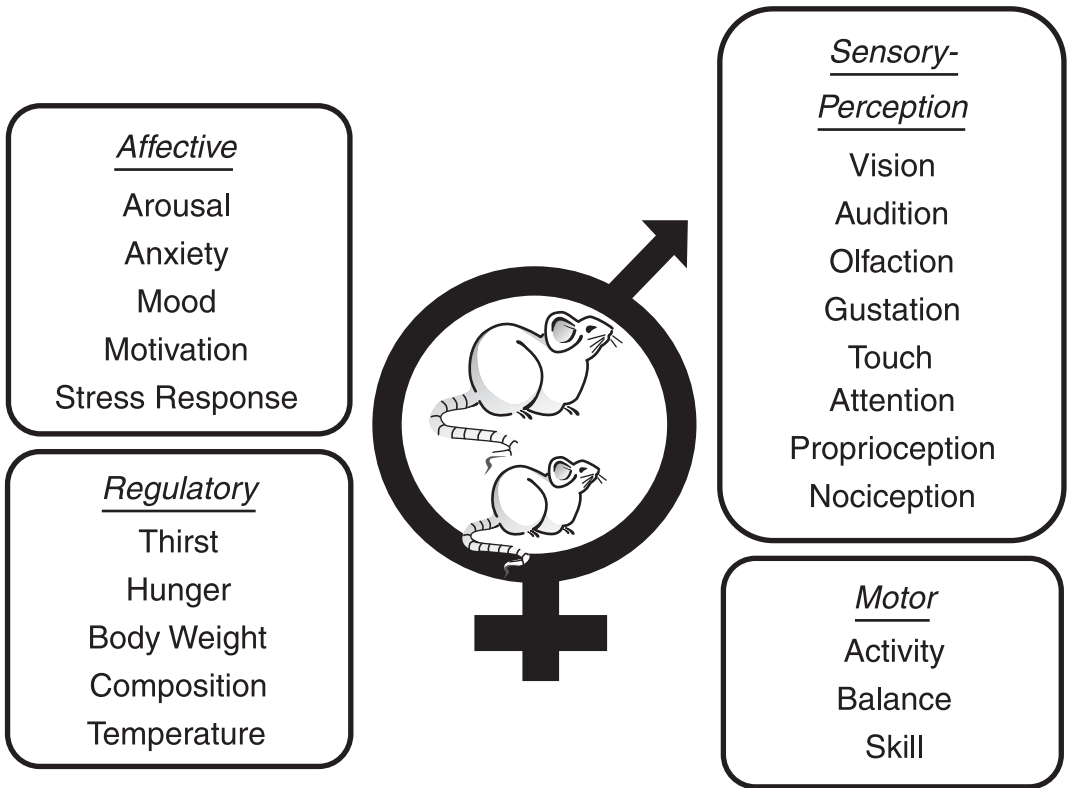 Affective
Arousal
Anxiety
Mood
Motivation
Stress Response
Regulatory
Thirst
Hunger
Body Weight
Composition
Temperature
Sensory-
Perception
Vision
Audition
Olfaction
Gustation
Touch
Attention
Proprioception
Nociception
Motor
Activity
Balance
Skill